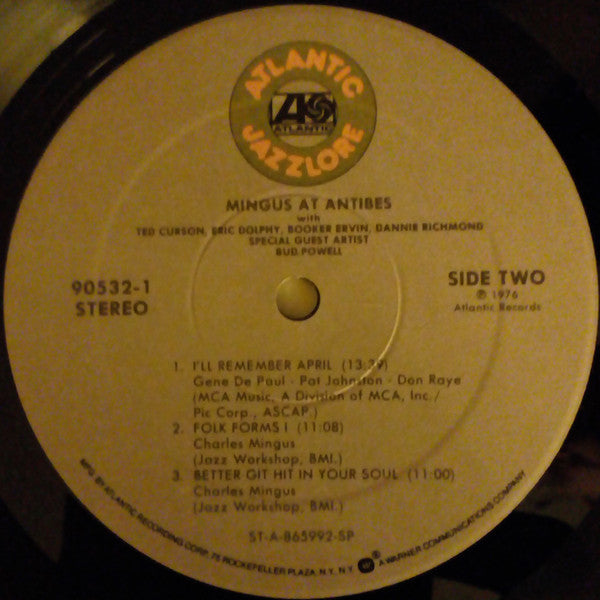 ATLANTIC
ATLANTIC
JAZZLORE
MINGUS AT ANTIBES
with
TED CURSON, ERIC DOLPHY, BOOKER ERVIN, DANNIE RICHMOND
SPECIAL GUEST ARTIST
BUD POWELL
90532-1
STEREO
SIDE TWO
℗ 1976
Atlantic Records
1. I'LL REMEMBER APRIL (13:39)
Gene De Paul - Pat Johnston - Don Raye
(MCA Music, A Division of MCA, Inc./
Pic Corp., ASCAP.)
2. FOLK FORMS I (11:08)
Charles Mingus
(Jazz Workshop, BMI.)
3. BETTER GIT HIT IN YOUR SOUL (11:00)
Charles Mingus
(Jazz Workshop, BMI.)
ST-A-865992-SP
MFG. BY ATLANTIC RECORDING CORP., 75 ROCKEFELLER PLAZA, N.Y., N.Y. W ® A WARNER COMMUNICATIONS COMPANY